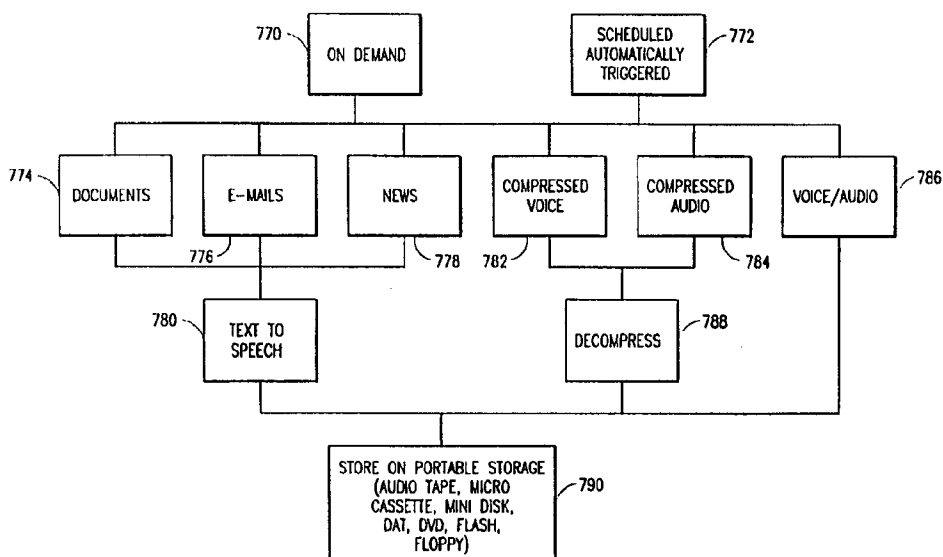 770
ON DEMAND
SCHEDULED
AUTOMATICALLY
TRIGGERED
772
774
DOCUMENTS
E-MAILS
776
NEWS
778
COMPRESSED
VOICE
782
COMPRESSED
AUDIO
784
VOICE/AUDIO
786
780
TEXT TO
SPEECH
DECOMPRESS
788
STORE ON PORTABLE STORAGE
(AUDIO TAPE, MICRO
CASSETTE, MINI DISK,
DAT, DVD, FLASH,
FLOPPY)
790